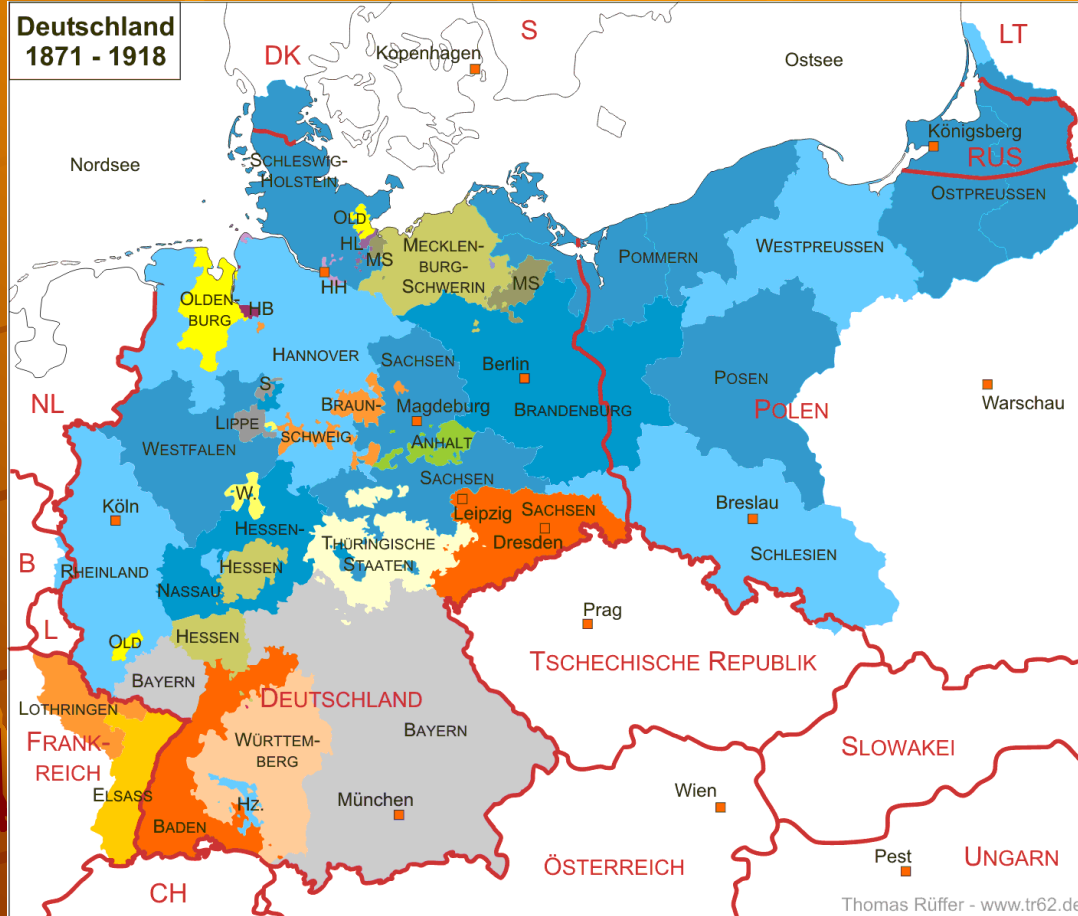 Deutschland
1871 - 1918
DK
S
LT
Kopenhagen
Ostsee
Nordsee
Königsberg
RUS
OSTPREUSSEN
SCHLESWIG-
HOLSTEIN
OLD
HL
MS
MECKLEN-
BURG-
SCHWERIN
MS
POMMERN
WESTPREUSSEN
HH
OLDEN-
BURG
HB
HANNOVER
SACHSEN
Berlin
POSEN
POLEN
Warschau
NL
S
BRAUN-
SCHWEIG
Magdeburg
BRANDENBURG
LIPPE
WESTFALEN
ANHALT
SACHSEN
Köln
W.
Leipzig
SACHSEN
Dresden
Breslau
SCHLESIEN
HESSEN-
NASSAU
THÜRINGISCHE
STAATEN
B
RHEINLAND
HESSEN
L
OLD
HESSEN
Prag
TSCHECHISCHE REPUBLIK
BAYERN
DEUTSCHLAND
LOTHRINGEN
FRANK-
REICH
WÜRTTEM-
BERG
BAYERN
SLOWAKEI
ELSASS
HZ.
München
Wien
BADEN
CH
ÖSTERREICH
Pest
UNGARN
Thomas Rüffer - www.tr62.de